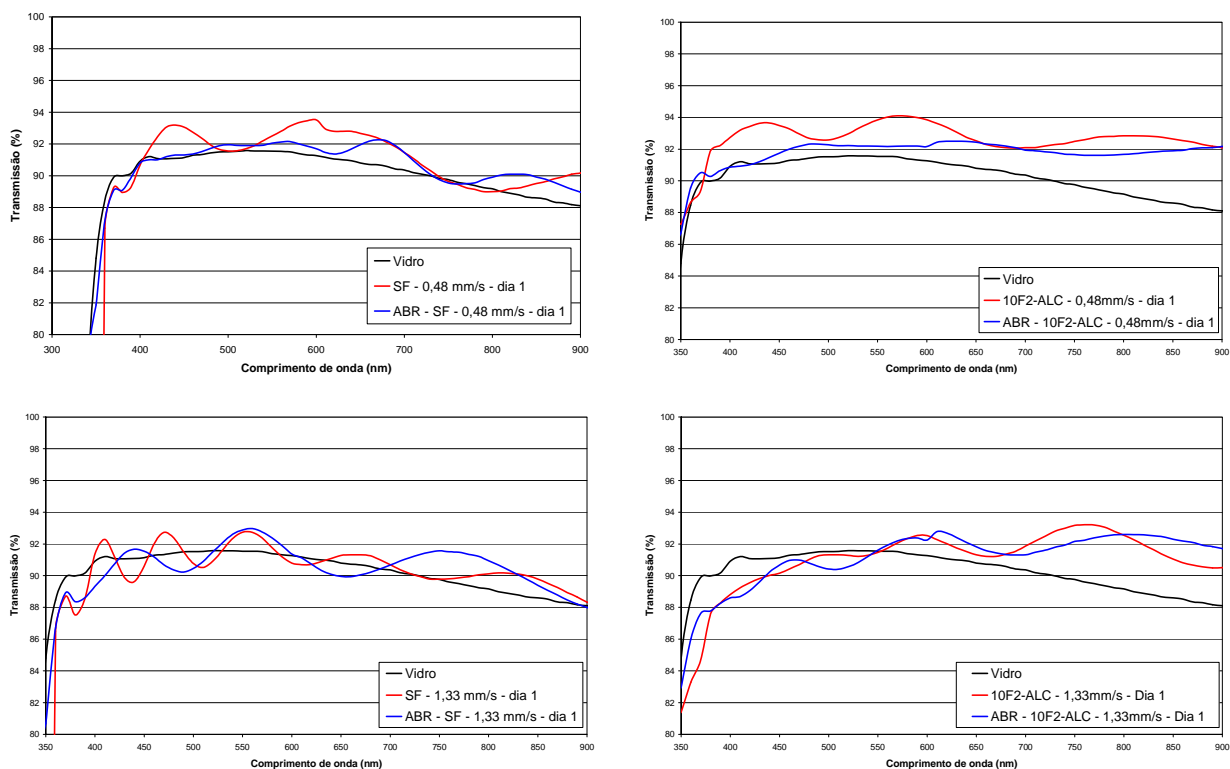 100
98
96
94
92
90
88
86
84
82
80
300 400 500 600 700 800 900
Transmissão (%)
Comprimento de onda (nm)
Vidro
SF - 0,48 mm/s - dia 1
ABR - SF - 0,48 mm/s - dia 1
100
98
96
94
92
90
88
86
84
82
80
350 400 450 500 550 600 650 700 750 800 850 900
Transmissão (%)
Comprimento de onda (nm)
Vidro
10F2-ALC - 0,48mm/s - dia 1
ABR - 10F2-ALC - 0,48mm/s - dia 1
100
98
96
94
92
90
88
86
84
82
80
350 400 450 500 550 600 650 700 750 800 850 900
Transmissão (%)
Comprimento de onda (nm)
Vidro
SF - 1,33 mm/s - dia 1
ABR - SF - 1,33 mm/s - dia 1
100
98
96
94
92
90
88
86
84
82
80
350 400 450 500 550 600 650 700 750 800 850 900
Transmissão (%)
Comprimento de onda (nm)
Vidro
10F2-ALC - 1,33mm/s - Dia 1
ABR - 10F2-ALC - 1,33mm/s - Dia 1